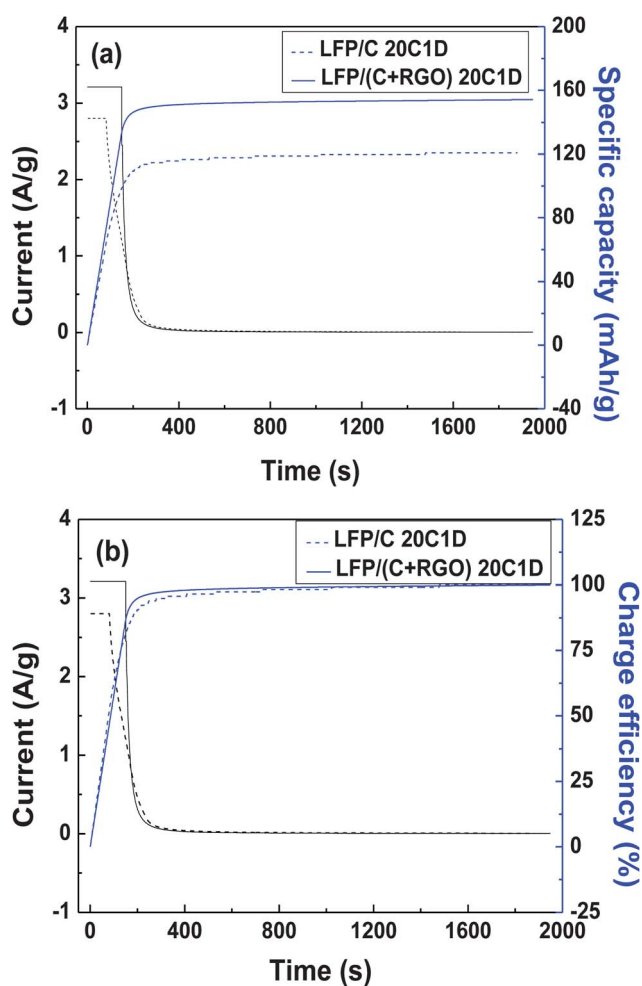 (a)
LFP/C 20C1D
LFP/(C+RGO) 20C1D
Current (A/g)
4
3
2
1
0
-1
200
160
120
80
40
0
-40
Specific capacity (mAh/g)
0 400 800 1200 1600 2000
Time (s)
(b)
LFP/C 20C1D
LFP/(C+RGO) 20C1D
Current (A/g)
4
3
2
1
0
-1
125
100
75
50
25
0
-25
Charge efficiency (%)
0 400 800 1200 1600 2000
Time (s)